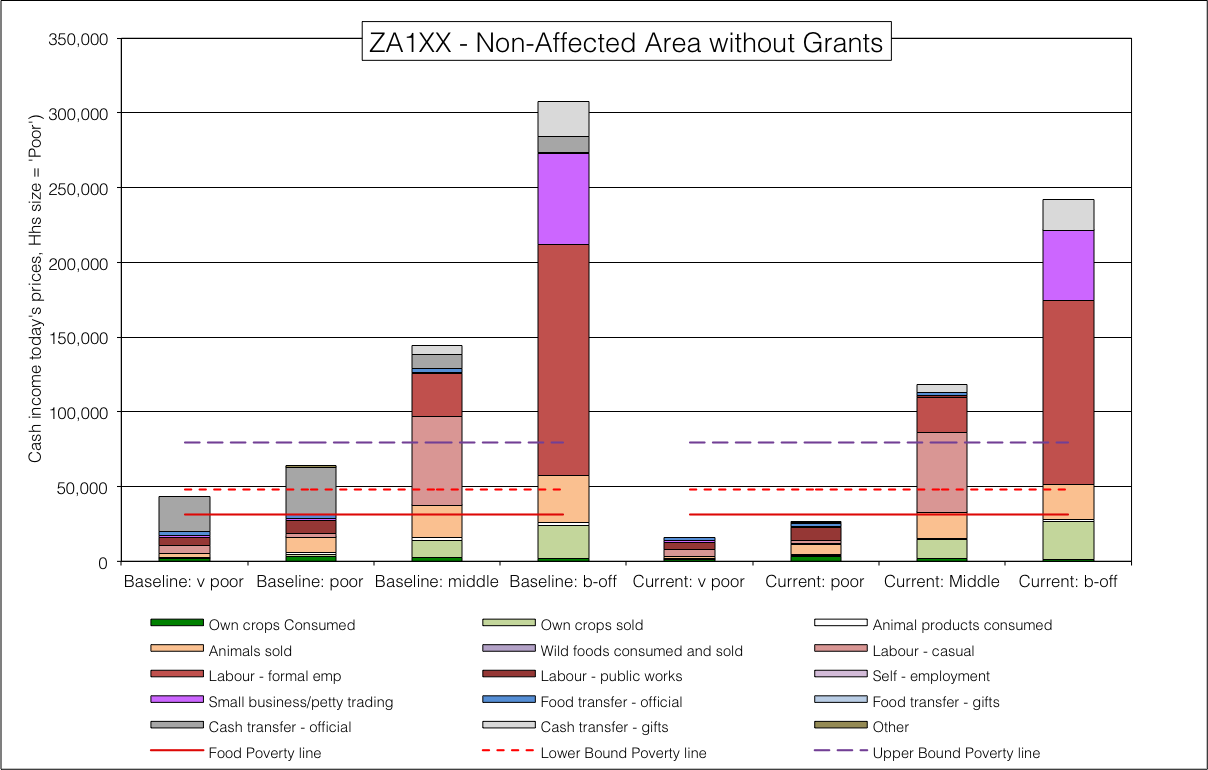 ZA1XX - Non-Affected Area without Grants
Cash income today's prices, Hhs size = 'Poor')
350,000
300,000
250,000
200,000
150,000
100,000
50,000
0
Baseline: v poor Baseline: poor Baseline: middle Baseline: b-off Current: v poor Current: poor Current: Middle Current: b-off
Own crops Consumed Own crops sold Animal products consumed
Animals sold Wild foods consumed and sold Labour - casual
Labour - formal emp Labour - public works Self - employment
Small business/petty trading Food transfer - official Food transfer - gifts
Cash transfer - official Cash transfer - gifts Other
Food Poverty line Lower Bound Poverty line Upper Bound Poverty line